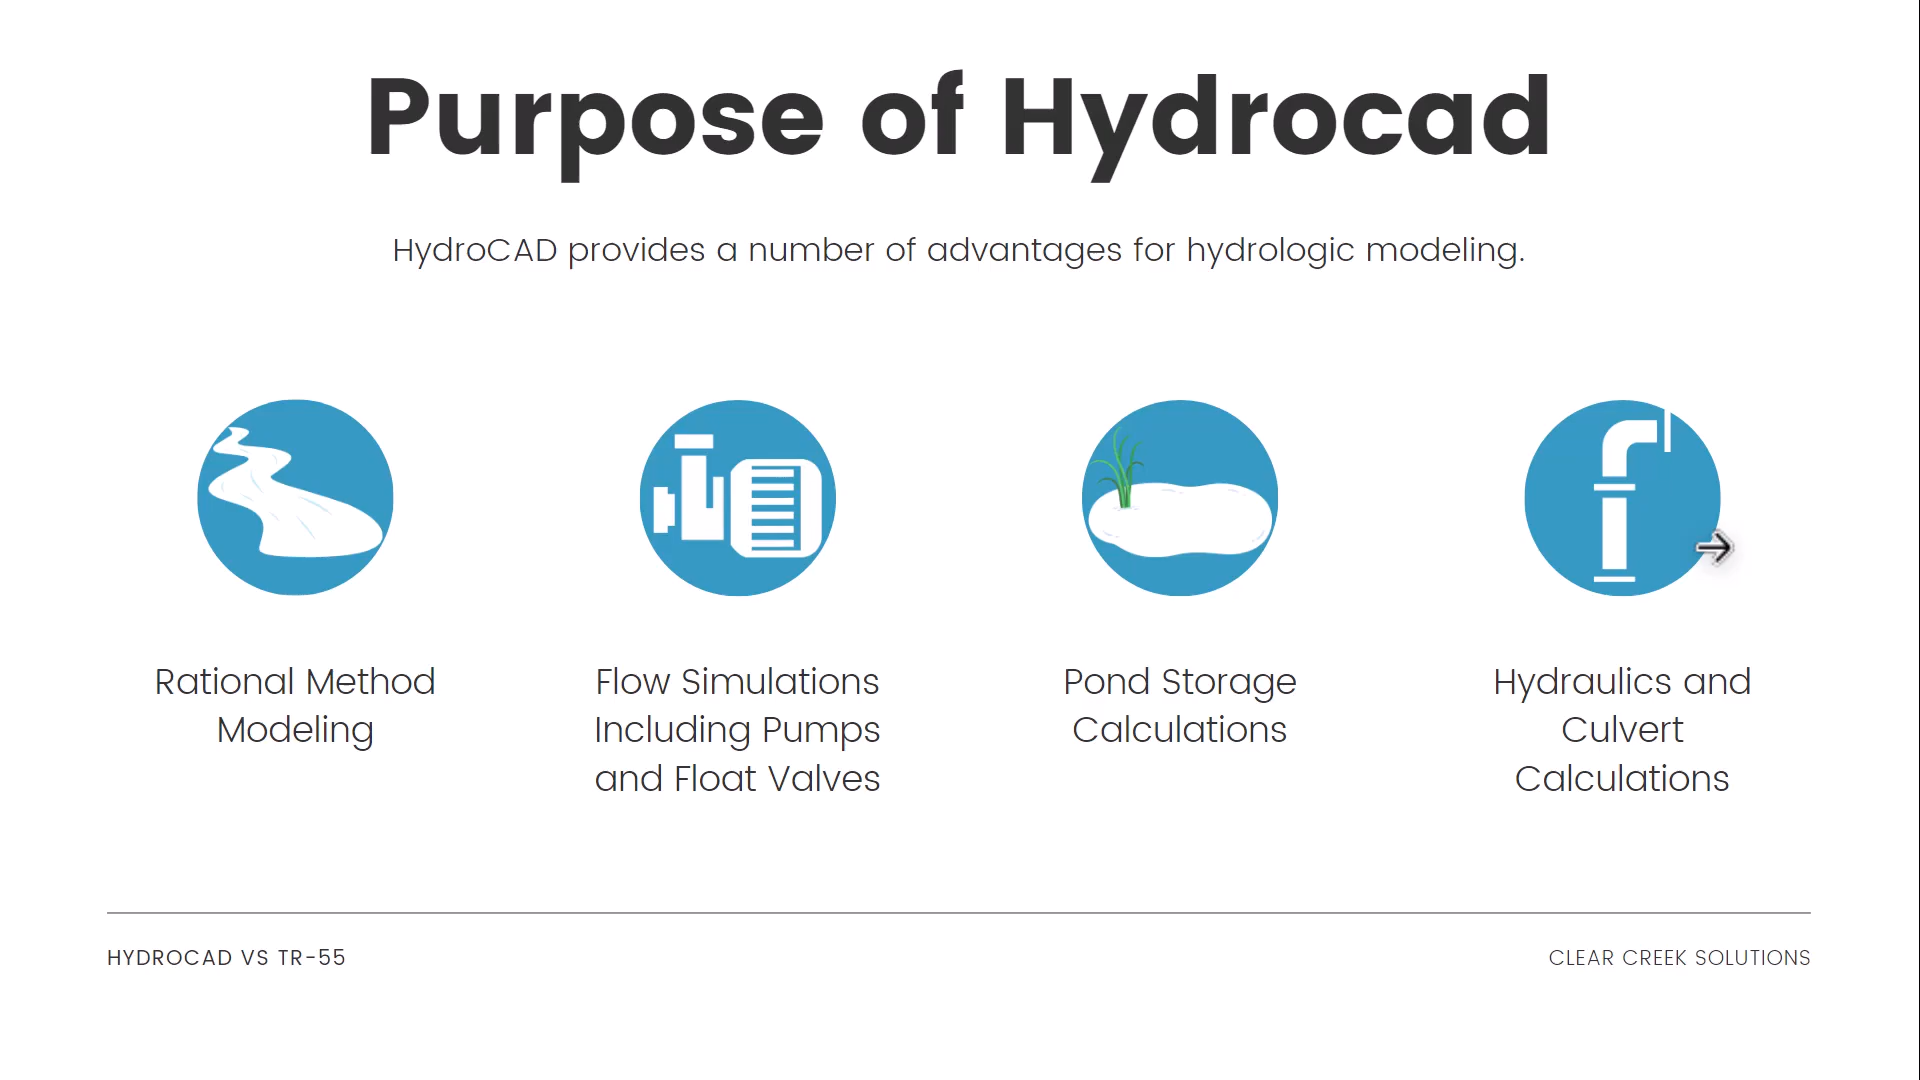 Purpose of Hydrocad
HydroCAD provides a number of advantages for hydrologic modeling.
Rational Method
Modeling
Flow Simulations
Including Pumps
and Float Valves
Pond Storage
Calculations
Hydraulics and
Culvert
Calculations
HYDROCAD VS TR-55
CLEAR CREEK SOLUTIONS